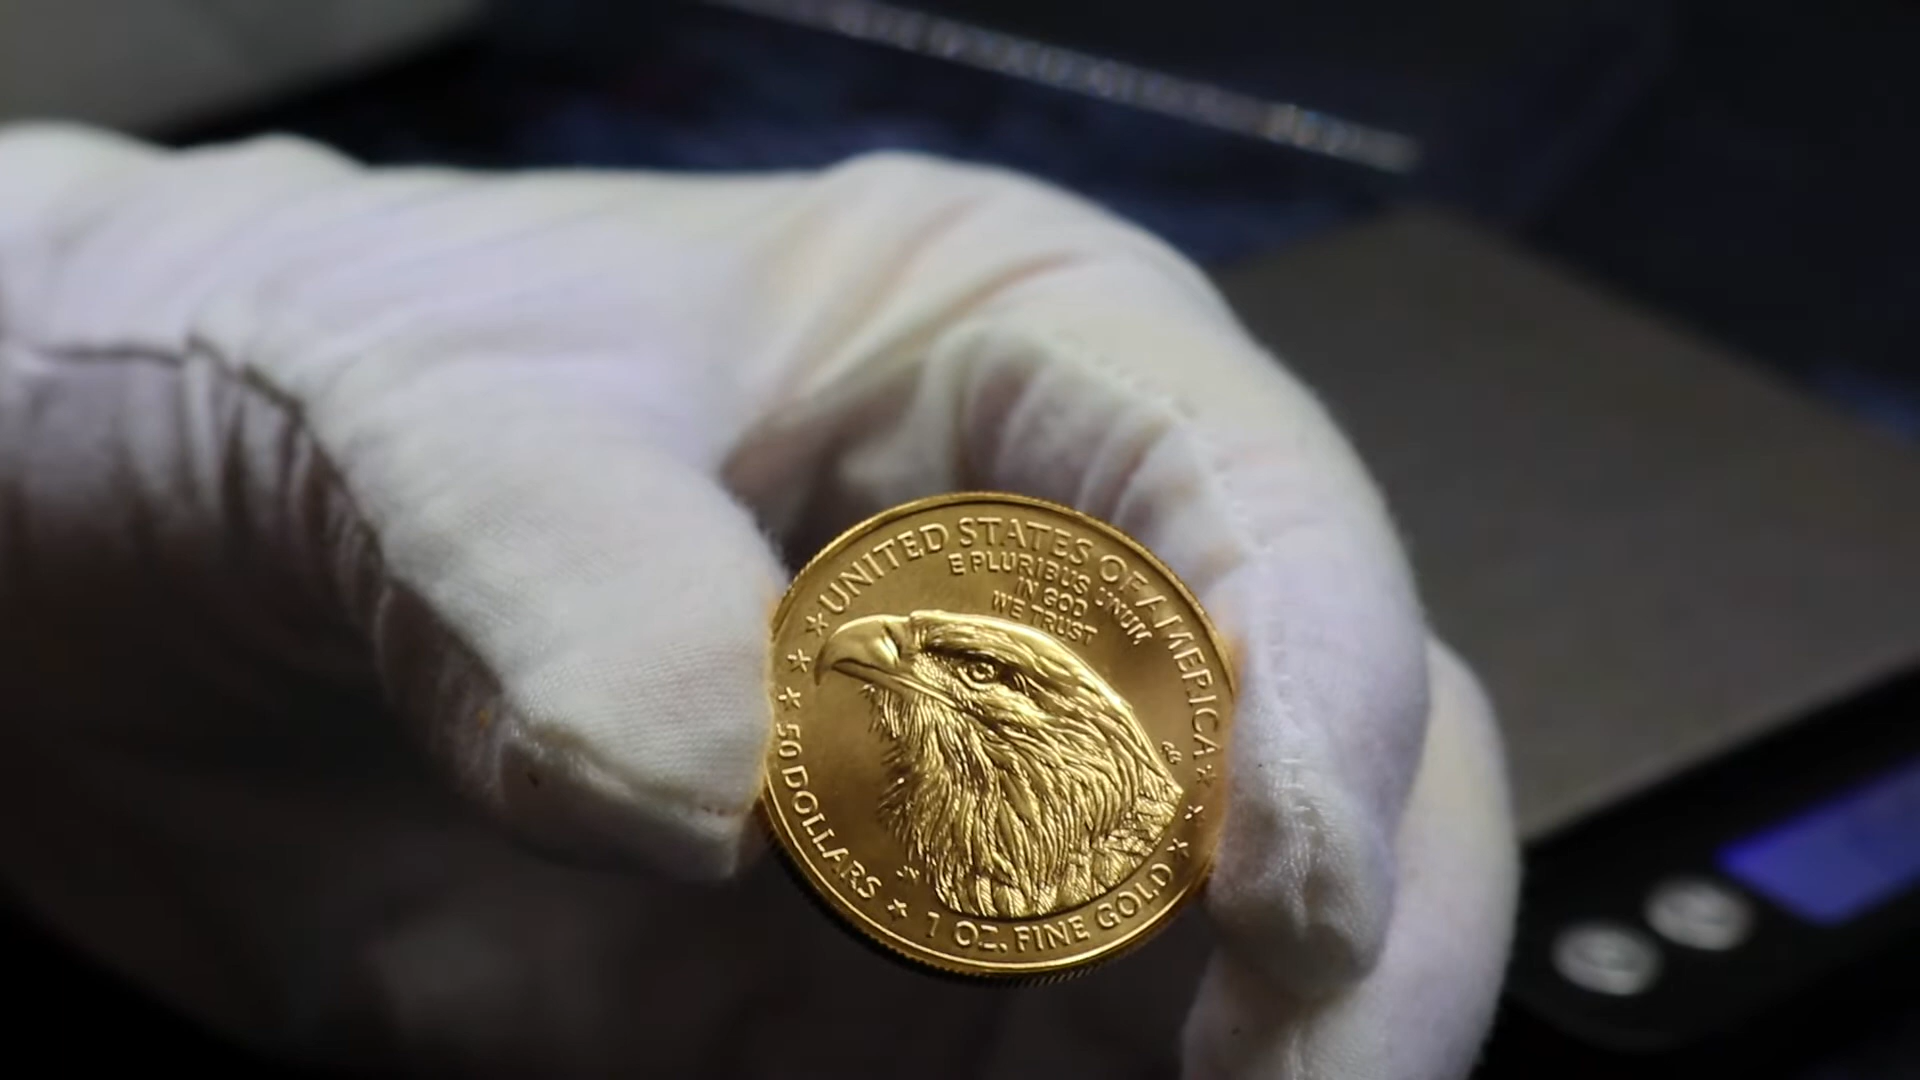 UNITED STATES OF AMERICA
E PLURIBUS UNUM
IN GOD
WE TRUST
50 DOLLARS
1 OZ. FINE GOLD